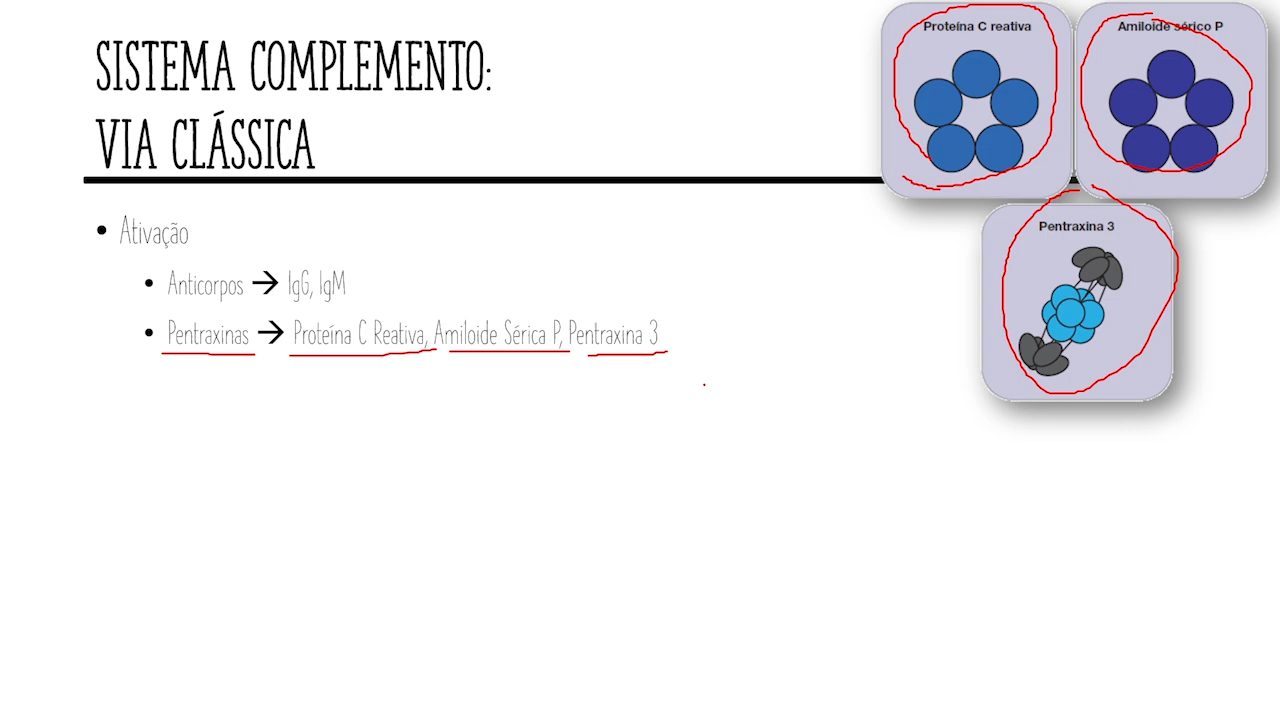 SISTEMA COMPLEMENTO:
VIA CLÁSSICA
Proteína C reativa
Amiloide sérico P
Pentraxina 3
• Ativação
• Anticorpos → IgG, IgM
• Pentraxinas → Proteína C Reativa, Amiloide Sérica P, Pentraxina 3